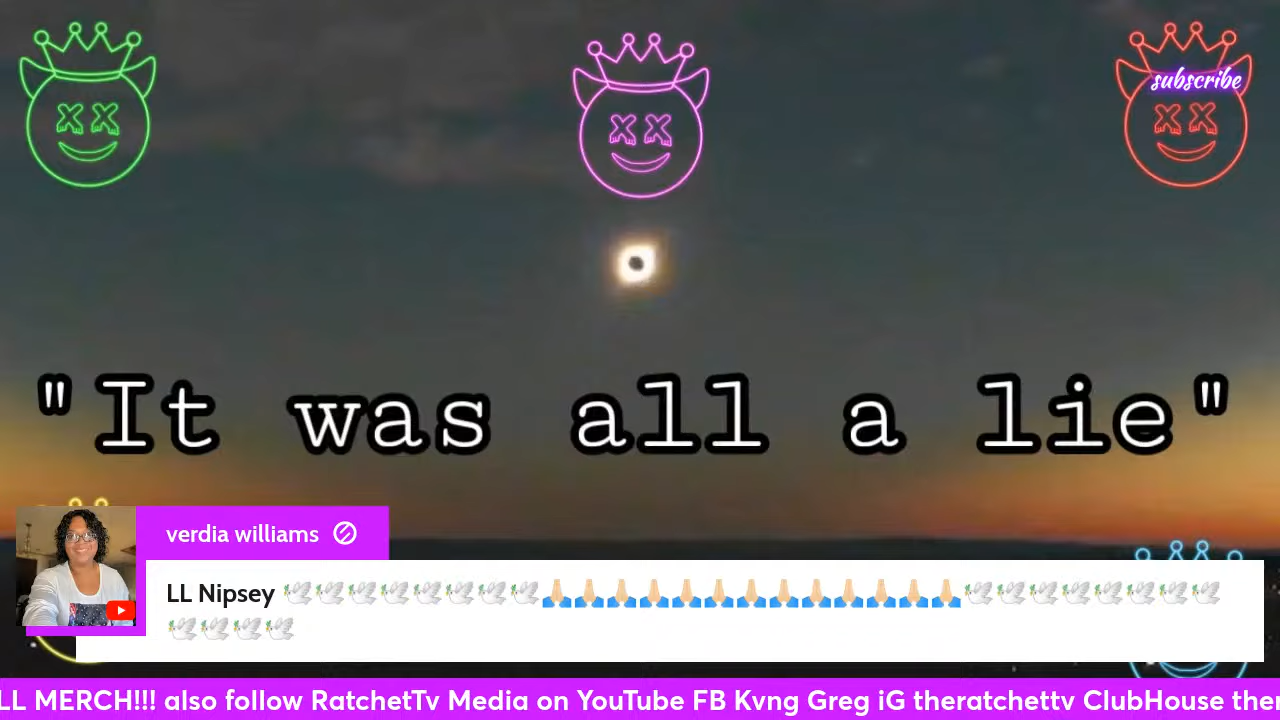 subscribe
"It was all a lie"
verdia williams
LL Nipsey 🕊🕊🕊🕊🕊🕊🕊🕊🙏🏼🙏🏼🙏🏼🙏🏼🙏🏼🙏🏼🙏🏼🙏🏼🙏🏼🙏🏼🙏🏼🙏🏼🙏🏼🕊🕊🕊🕊🕊🕊🕊🕊
🕊🕊🕊🕊
LL MERCH!!! also follow RatchetTv Media on YouTube FB Kvng Greg iG theratchettv ClubHouse